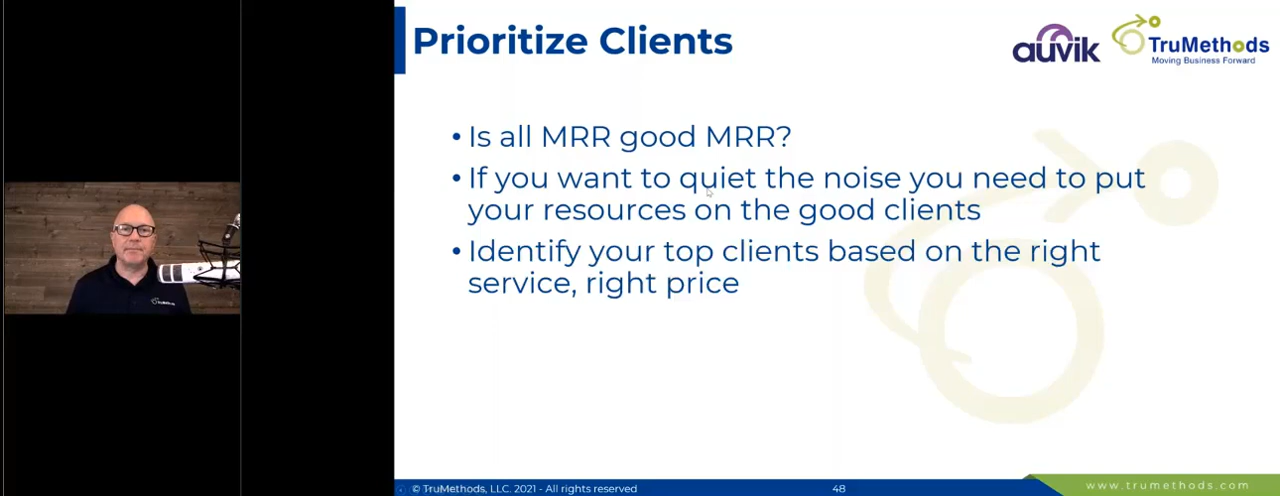 Prioritize Clients
auvik
TruMethods
Moving Business Forward
• Is all MRR good MRR?
• If you want to quiet the noise you need to put
your resources on the good clients
• Identify your top clients based on the right
service, right price
© TruMethods, LLC. 2021 - All rights reserved
48
www.trumethods.com